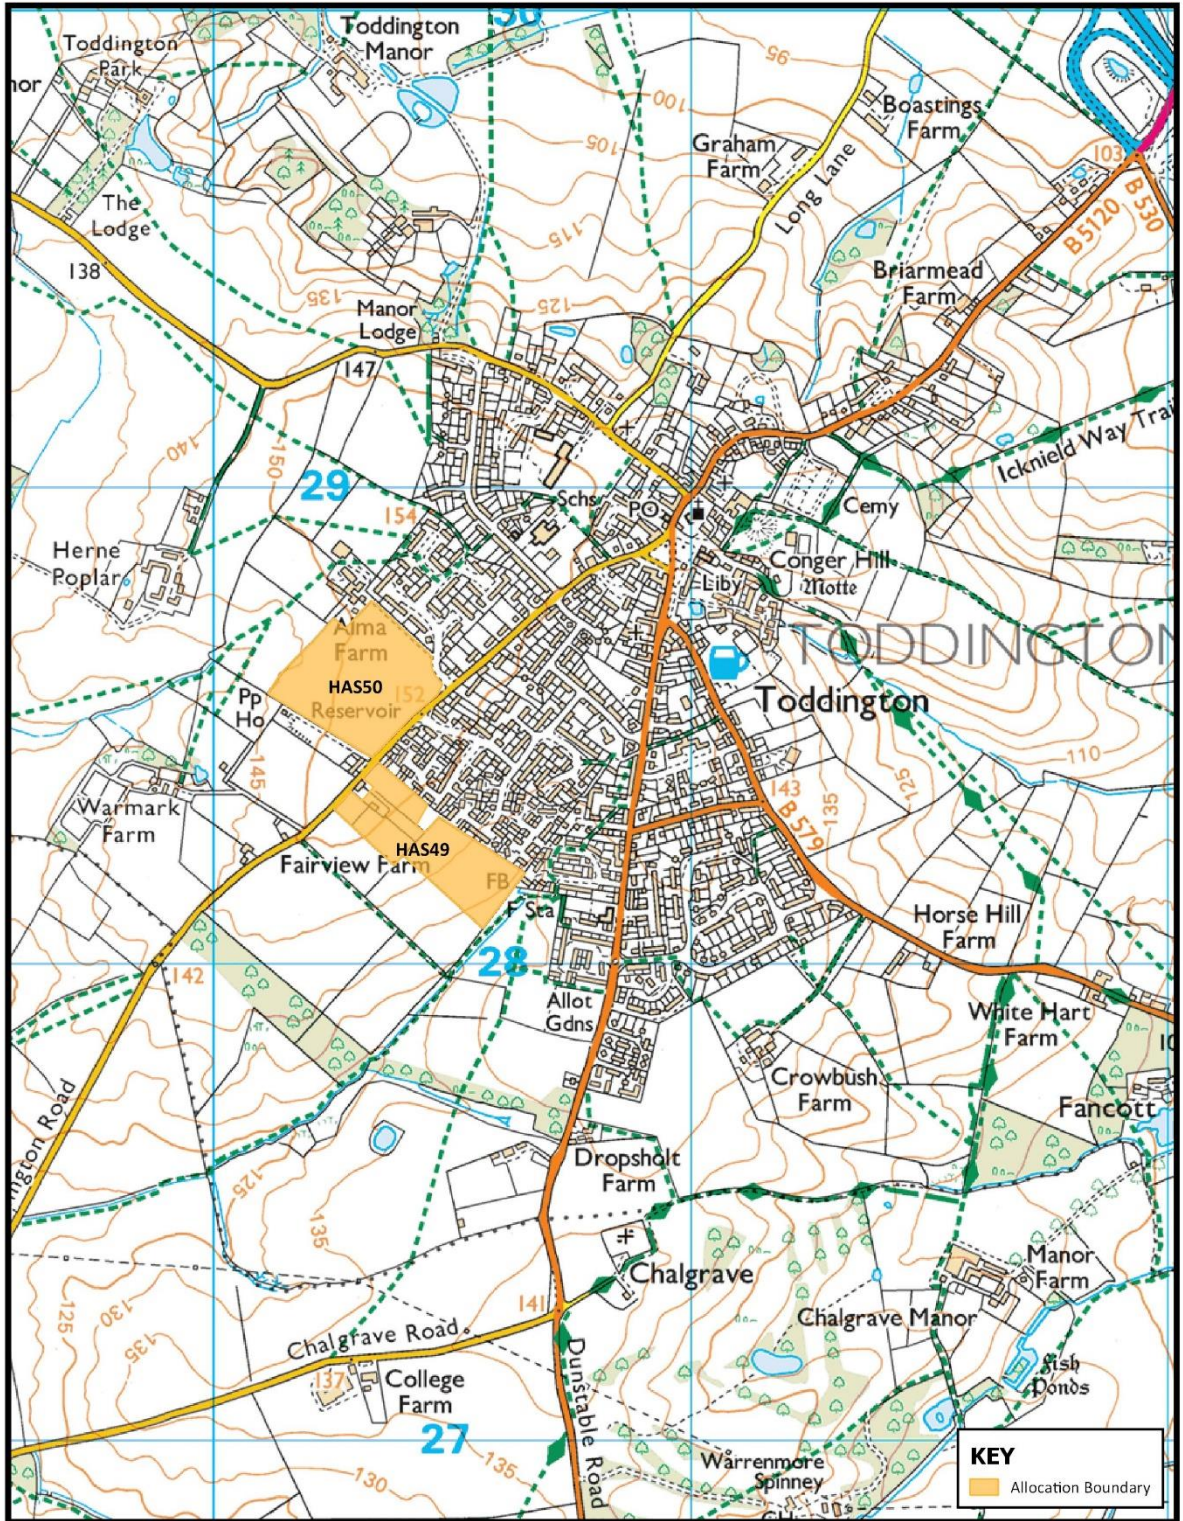 Toddington
Manor
Toddington
Park
Boastings
Farm
Graham
Farm
Long Lane
95
100
105
103
B 530
B 5120
The
Lodge
115
138
Briarmead
Farm
135
125
Manor
Lodge
147
140
150
Icknield Way Trail
29
154
Schs
PO
Cemy
Herne
Poplar
Conger Hill
Motte
Liby
TODDINGTON
Alma
Farm
HAS50
152
Reservoir
Pp
Ho
Toddington
145
110
125
Warmark
Farm
143
135
B 579
HAS49
Fairview Farm
FB
F Sta
Horse Hill
Farm
28
142
Allot
Gdns
White Hart
Farm
Crowbush
Farm
Fancott
Dropsholt
Farm
125
135
Chalgrave
Manor
Farm
Chalgrave Manor
141
125
130
135
Chalgrave Road
137
College
Farm
Dunstable Road
Fish
Ponds
27
130
135
Warrenmore
Spinney
KEY
Allocation Boundary